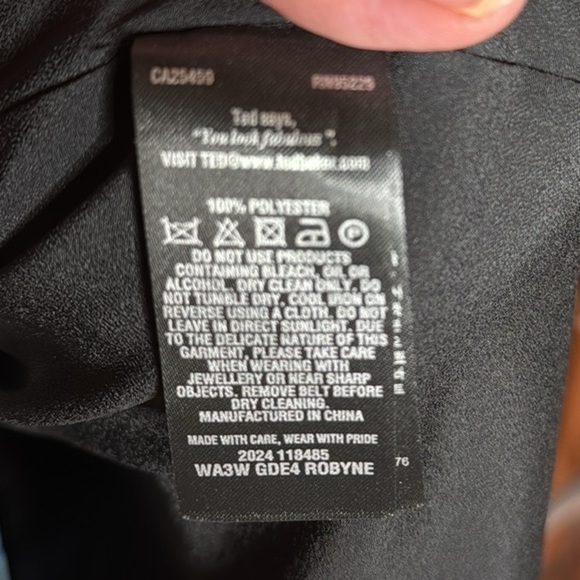 CA25499 RN95229
Ted says,
"You look fabulous".
VISIT TED@www.tedbaker.com
100% POLYESTER
DO NOT USE PRODUCTS
CONTAINING BLEACH, OIL OR
ALCOHOL. DRY CLEAN ONLY. DO
NOT TUMBLE DRY. COOL IRON ON
REVERSE USING A CLOTH. DO NOT
LEAVE IN DIRECT SUNLIGHT. DUE
TO THE DELICATE NATURE OF THIS
GARMENT, PLEASE TAKE CARE
WHEN WEARING WITH
JEWELLERY OR NEAR SHARP
OBJECTS. REMOVE BELT BEFORE
DRY CLEANING.
MANUFACTURED IN CHINA
MADE WITH CARE, WEAR WITH PRIDE
2024 118485
WA3W GDE4 ROBYNE
76